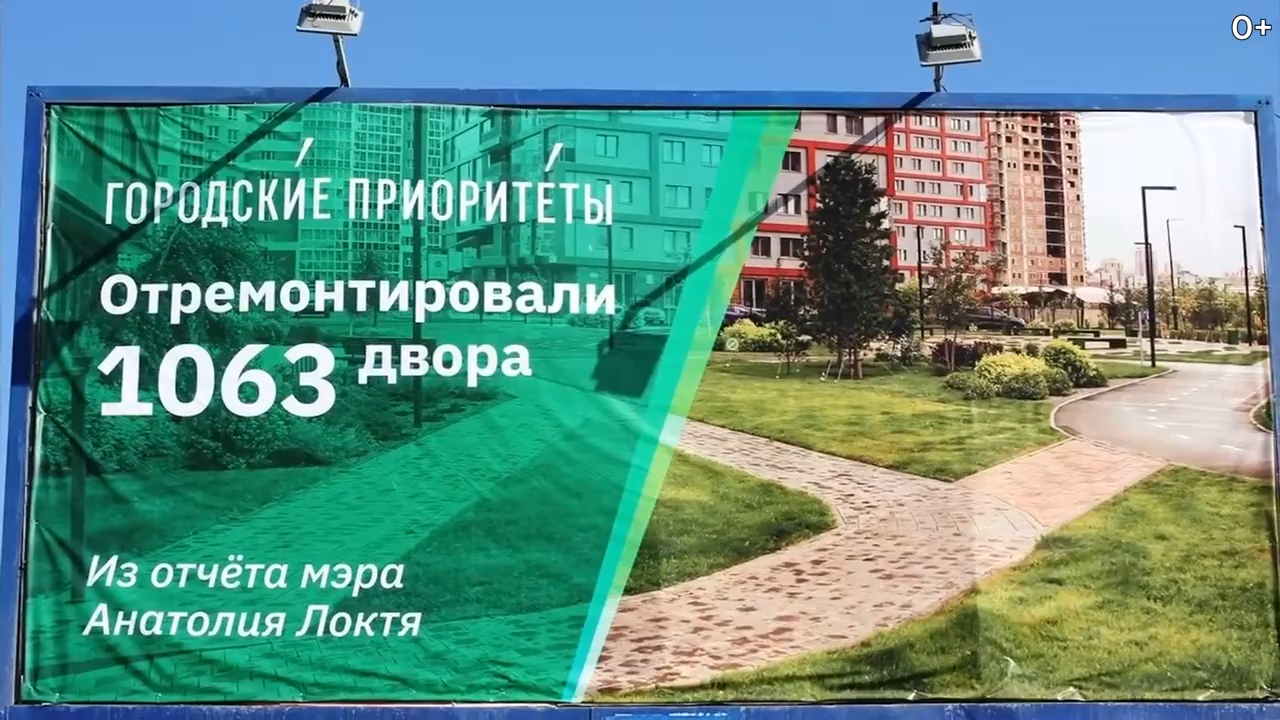 0+
ГОРОДСКИЕ ПРИОРИТЕТЫ
Отремонтировали
1063 двора
Из отчёта мэра
Анатолия Локтя